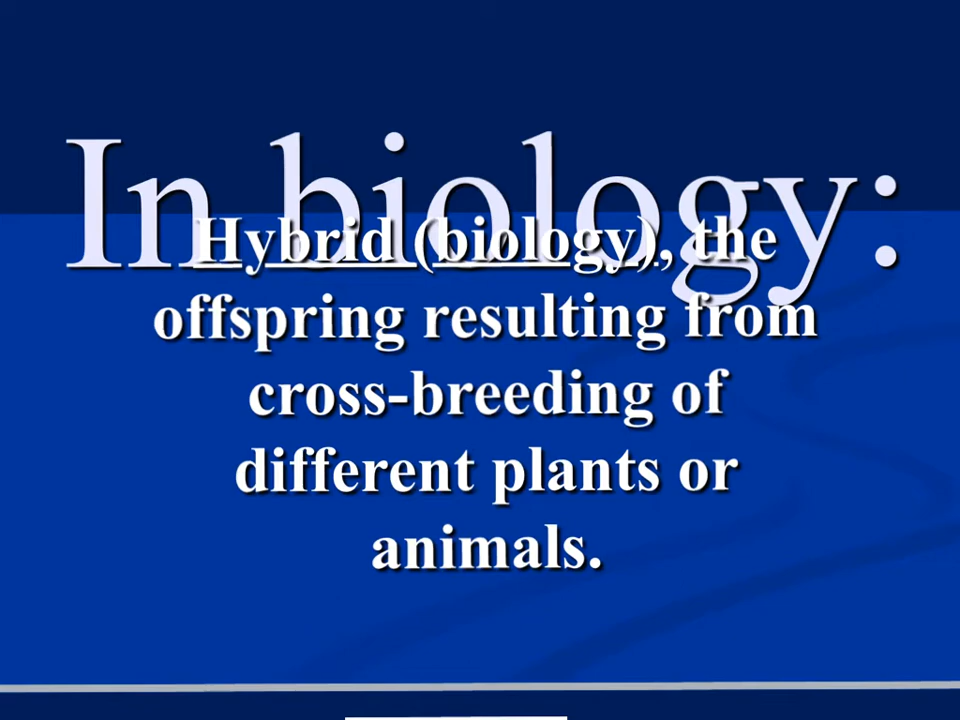 In biology:
Hybrid (biology), the
offspring resulting from
cross-breeding of
different plants or
animals.